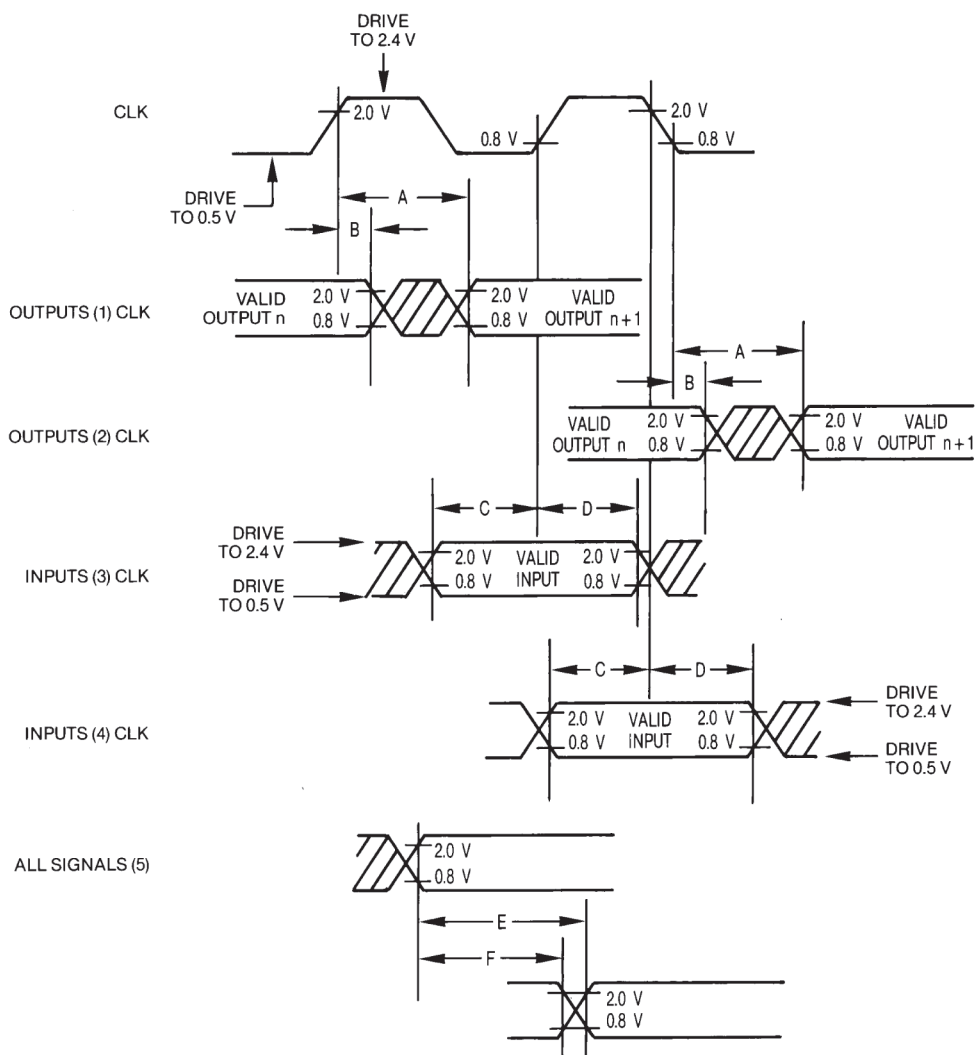 DRIVE
TO 2.4 V
CLK
2.0 V
0.8 V
2.0 V
0.8 V
DRIVE
TO 0.5 V
A
B
OUTPUTS (1) CLK
VALID
OUTPUT n
2.0 V
0.8 V
2.0 V
0.8 V
VALID
OUTPUT n+1
A
B
OUTPUTS (2) CLK
VALID
OUTPUT n
2.0 V
0.8 V
2.0 V
0.8 V
VALID
OUTPUT n+1
C
D
DRIVE
TO 2.4 V
INPUTS (3) CLK
DRIVE
TO 0.5 V
2.0 V
0.8 V
VALID
INPUT
2.0 V
0.8 V
C
D
INPUTS (4) CLK
2.0 V
0.8 V
VALID
INPUT
2.0 V
0.8 V
DRIVE
TO 2.4 V
DRIVE
TO 0.5 V
ALL SIGNALS (5)
2.0 V
0.8 V
E
F
2.0 V
0.8 V